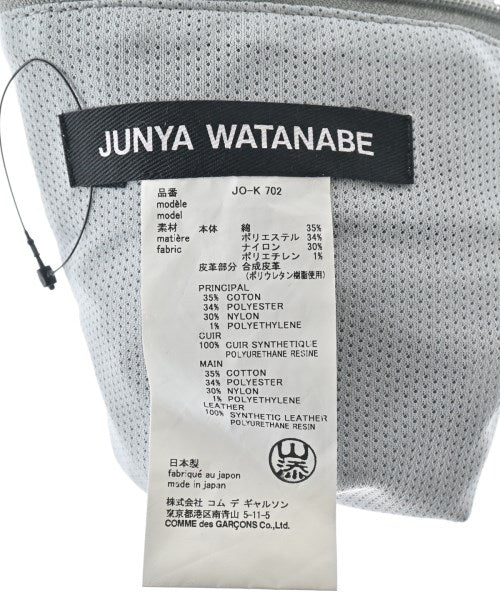 JUNYA WATANABE
品番 JO-K 702
modèle
model
素材 本体 綿 35%
matière ポリエステル 34%
fabric ナイロン 30%
ポリエチレン 1%
皮革部分 合成皮革
(ポリウレタン樹脂使用)
PRINCIPAL
35% COTON
34% POLYESTER
30% NYLON
1% POLYETHYLENE
CUIR
100% CUIR SYNTHETIQUE
POLYURETHANE RESINE
MAIN
35% COTTON
34% POLYESTER
30% NYLON
1% POLYETHYLENE
LEATHER
100% SYNTHETIC LEATHER
POLYURETHANE RESIN
山添
日本製
fabriqué au japon
made in japan
株式会社 コム デ ギャルソン
東京都港区南青山 5-11-5
COMME des GARÇONS Co.,Ltd.